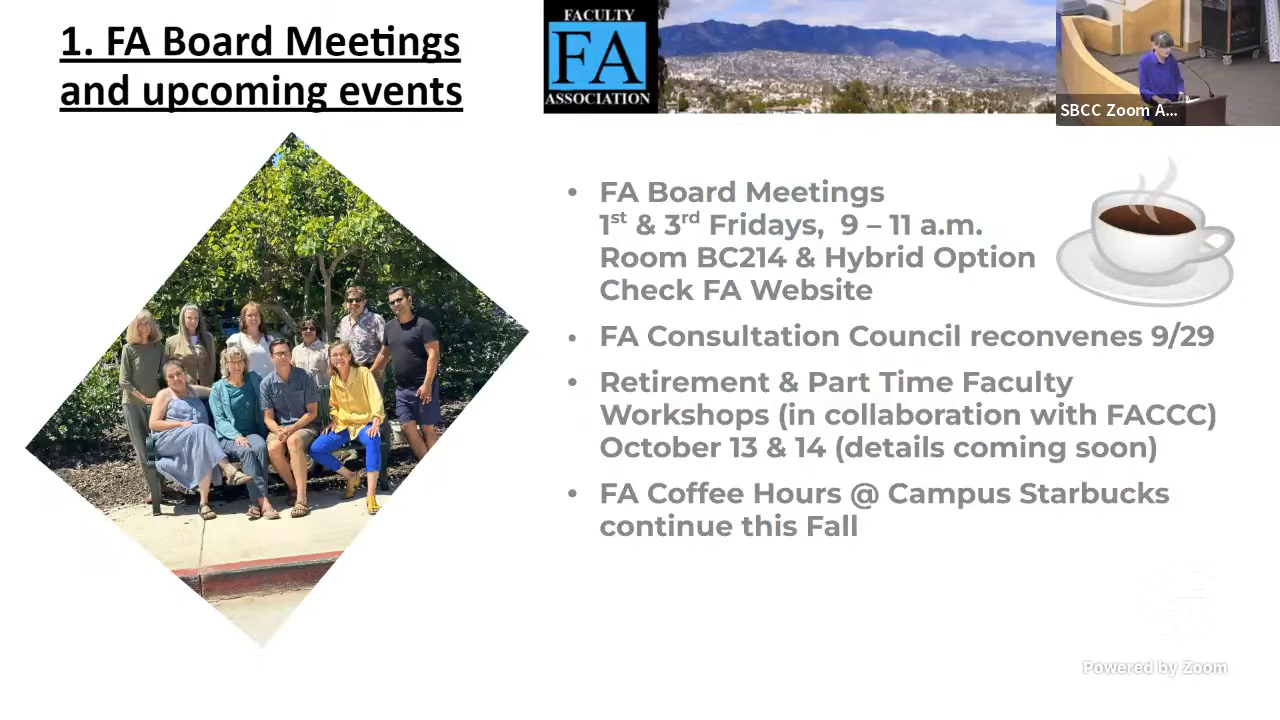 1. FA Board Meetings
and upcoming events
FACULTY
FA
ASSOCIATION
SBCC Zoom A...
• FA Board Meetings
1st & 3rd Fridays, 9 – 11 a.m.
Room BC214 & Hybrid Option
Check FA Website
• FA Consultation Council reconvenes 9/29
• Retirement & Part Time Faculty
Workshops (in collaboration with FACCC)
October 13 & 14 (details coming soon)
• FA Coffee Hours @ Campus Starbucks
continue this Fall
Powered by Zoom